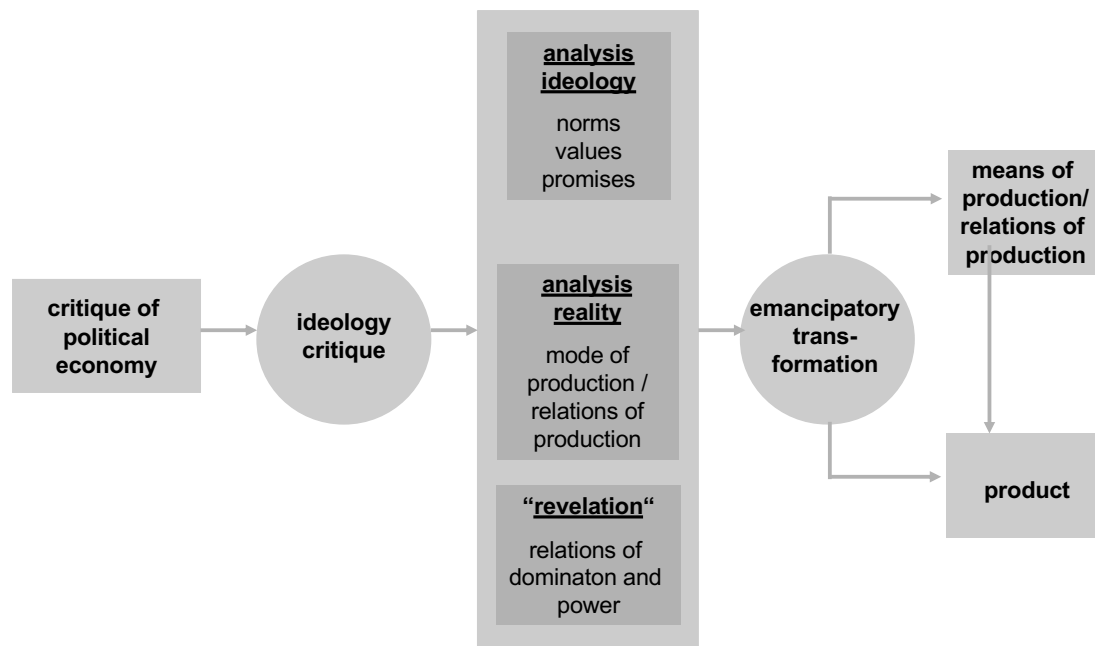 critique of
political
economy
ideology
critique
analysis
ideology
norms
values
promises
analysis
reality
mode of
production /
relations of
production
“revelation“
relations of
dominaton and
power
emancipatory
trans-
formation
means of
production/
relations of
production
product